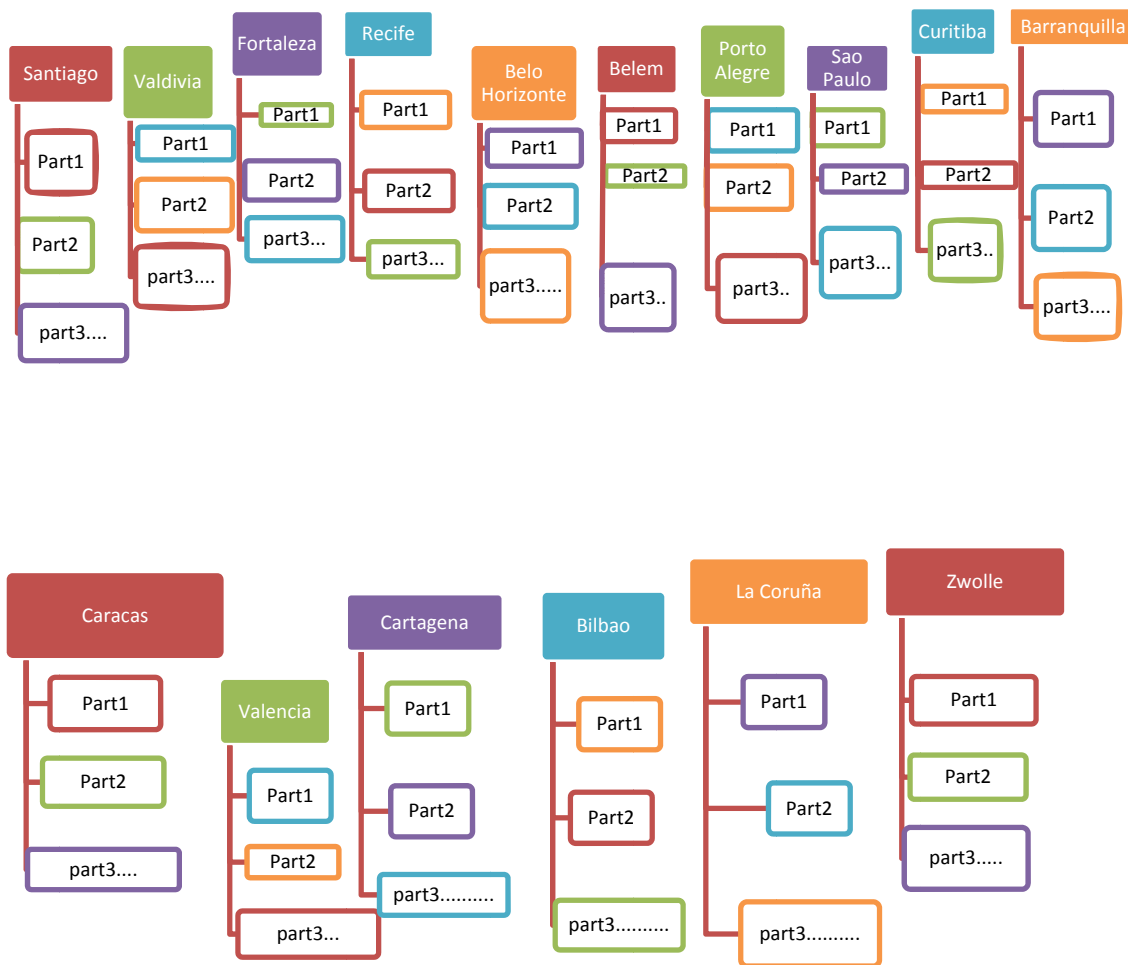 Santiago
Part1
Part2
part3....
Valdivia
Part1
Part2
part3....
Fortaleza
Part1
Part2
part3...
Recife
Part1
Part2
part3...
Belo
Horizonte
Part1
Part2
part3.....
Belem
Part1
Part2
part3..
Porto
Alegre
Part1
Part2
part3..
Sao
Paulo
Part1
Part2
part3...
Curitiba
Part1
Part2
part3..
Barranquilla
Part1
Part2
part3....
Caracas
Part1
Part2
part3....
Valencia
Part1
Part2
part3...
Cartagena
Part1
Part2
part3..........
Bilbao
Part1
Part2
part3..........
La Coruña
Part1
Part2
part3..........
Zwolle
Part1
Part2
part3.....